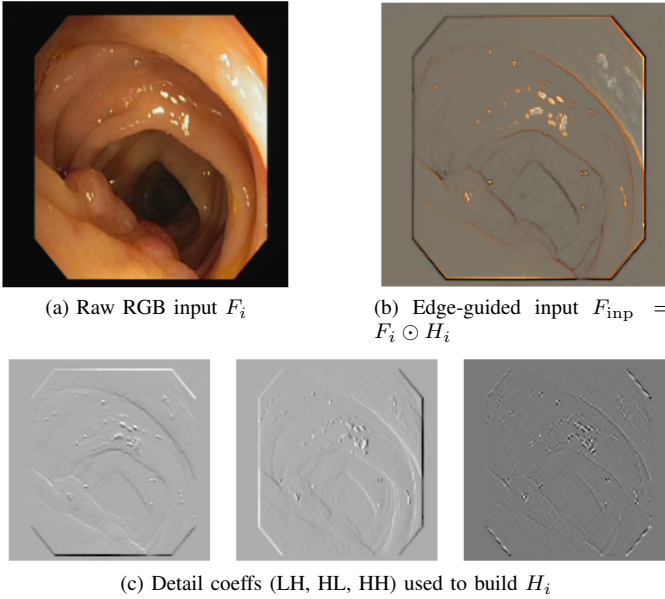 (a) Raw RGB input F_i
(b) Edge-guided input F_inp =
F_i ⊙ H_i
(c) Detail coeffs (LH, HL, HH) used to build H_i